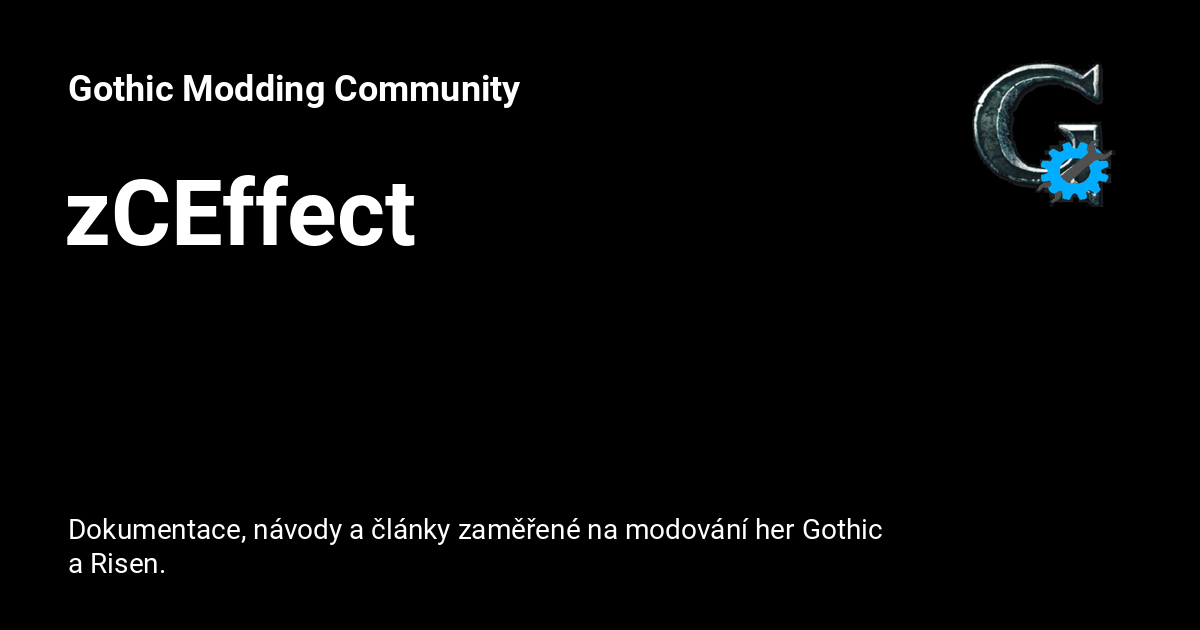 Gothic Modding Community
zCEffect
Dokumentace, návody a články zaměřené na modování her Gothic
a Risen.